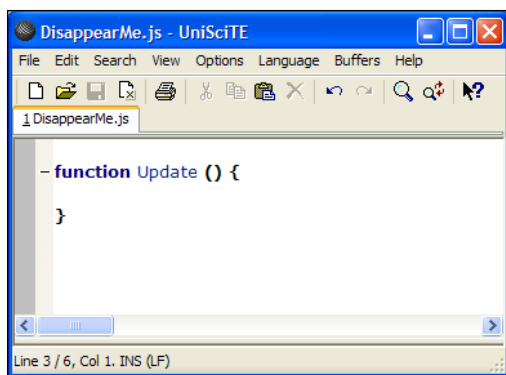 DisappearMe.js - UniSciTE
File Edit Search View Options Language Buffers Help
1 DisappearMe.js
function Update () {
}
Line 3 / 6, Col 1. INS (LF)